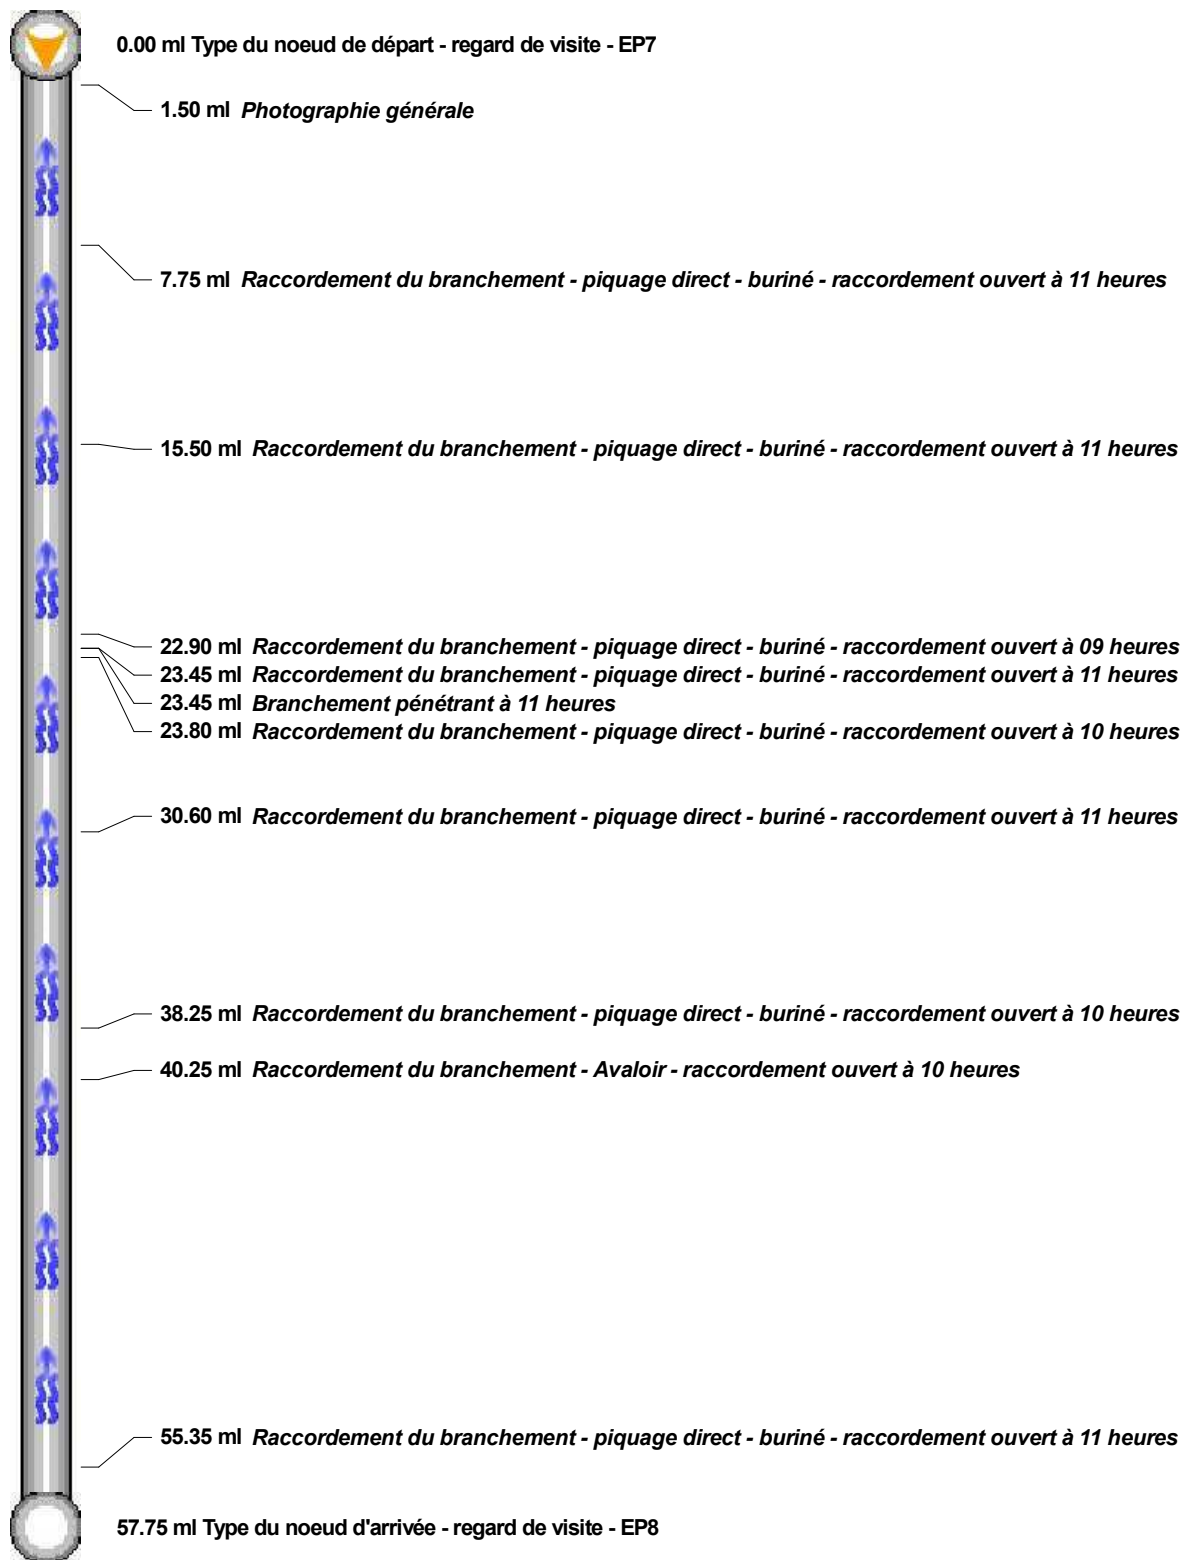 0.00 ml Type du noeud de départ - regard de visite - EP7
1.50 ml Photographie générale
7.75 ml Raccordement du branchement - piquage direct - buriné - raccordement ouvert à 11 heures
15.50 ml Raccordement du branchement - piquage direct - buriné - raccordement ouvert à 11 heures
22.90 ml Raccordement du branchement - piquage direct - buriné - raccordement ouvert à 09 heures
23.45 ml Raccordement du branchement - piquage direct - buriné - raccordement ouvert à 11 heures
23.45 ml Branchement pénétrant à 11 heures
23.80 ml Raccordement du branchement - piquage direct - buriné - raccordement ouvert à 10 heures
30.60 ml Raccordement du branchement - piquage direct - buriné - raccordement ouvert à 11 heures
38.25 ml Raccordement du branchement - piquage direct - buriné - raccordement ouvert à 10 heures
40.25 ml Raccordement du branchement - Avaloir - raccordement ouvert à 10 heures
55.35 ml Raccordement du branchement - piquage direct - buriné - raccordement ouvert à 11 heures
57.75 ml Type du noeud d'arrivée - regard de visite - EP8